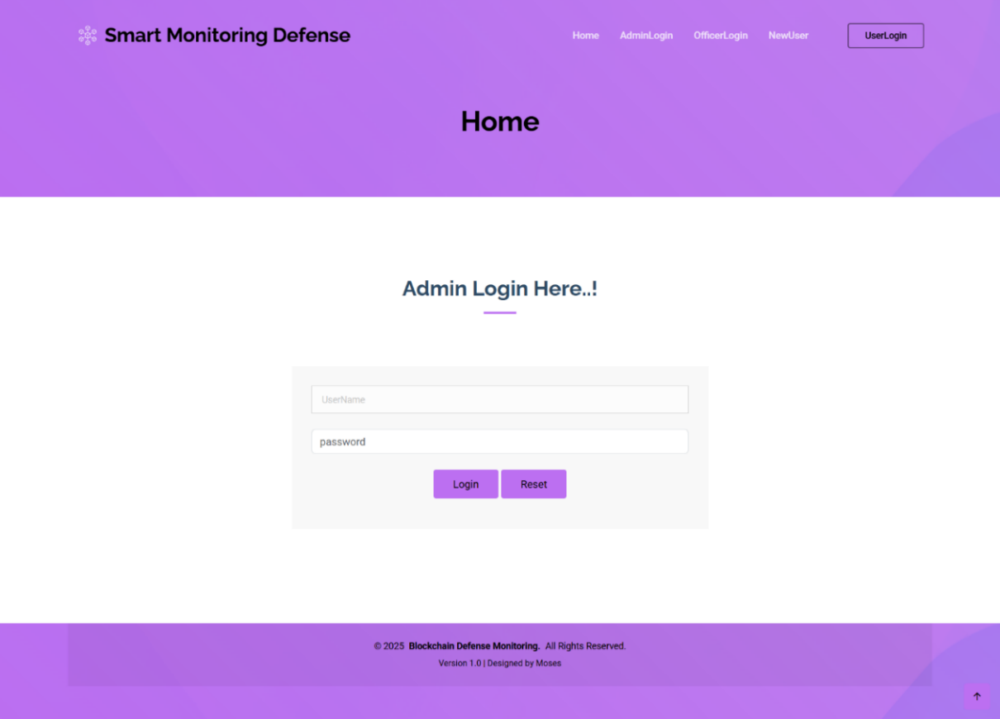 Smart Monitoring Defense
Home AdminLogin OfficerLogin NewUser UserLogin
Home
Admin Login Here..!
UserName
password
Login Reset
© 2025 Blockchain Defense Monitoring. All Rights Reserved.
Version 1.0 | Designed by Moses